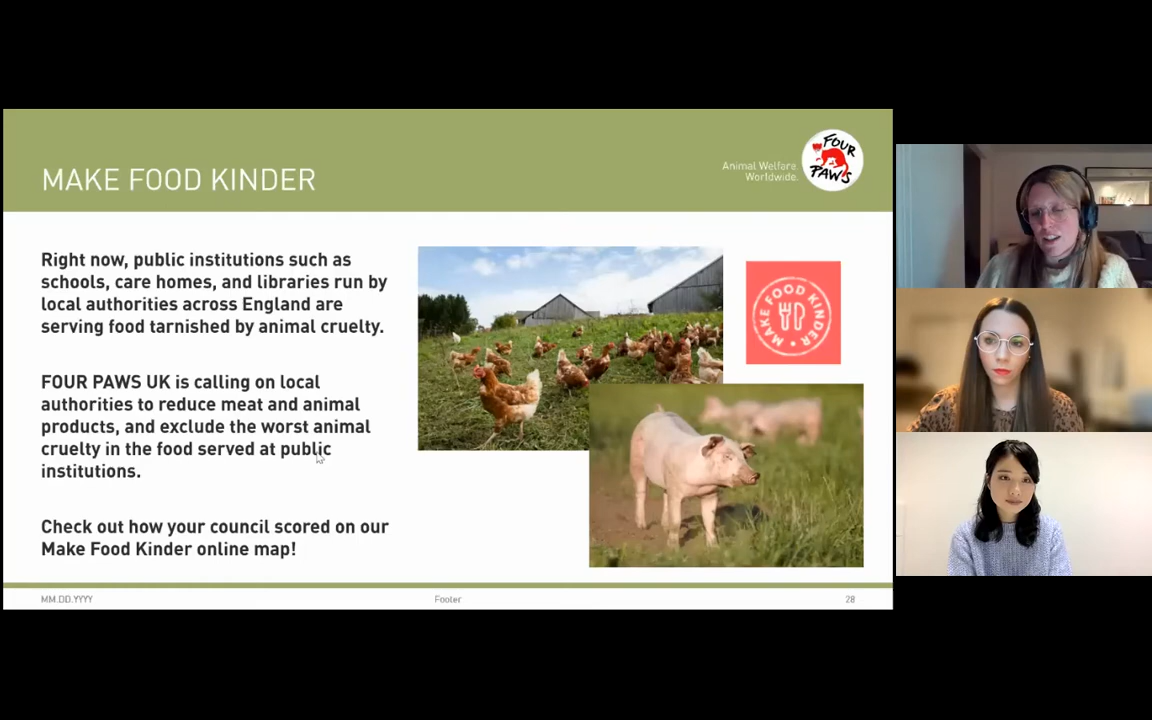 MAKE FOOD KINDER
Animal Welfare.
Worldwide.
FOUR
PAWS
Right now, public institutions such as
schools, care homes, and libraries run by
local authorities across England are
serving food tarnished by animal cruelty.
FOUR PAWS UK is calling on local
authorities to reduce meat and animal
products, and exclude the worst animal
cruelty in the food served at public
institutions.
Check out how your council scored on our
Make Food Kinder online map!
MAKE FOOD KINDER
MM.DD.YYYY
Footer
28